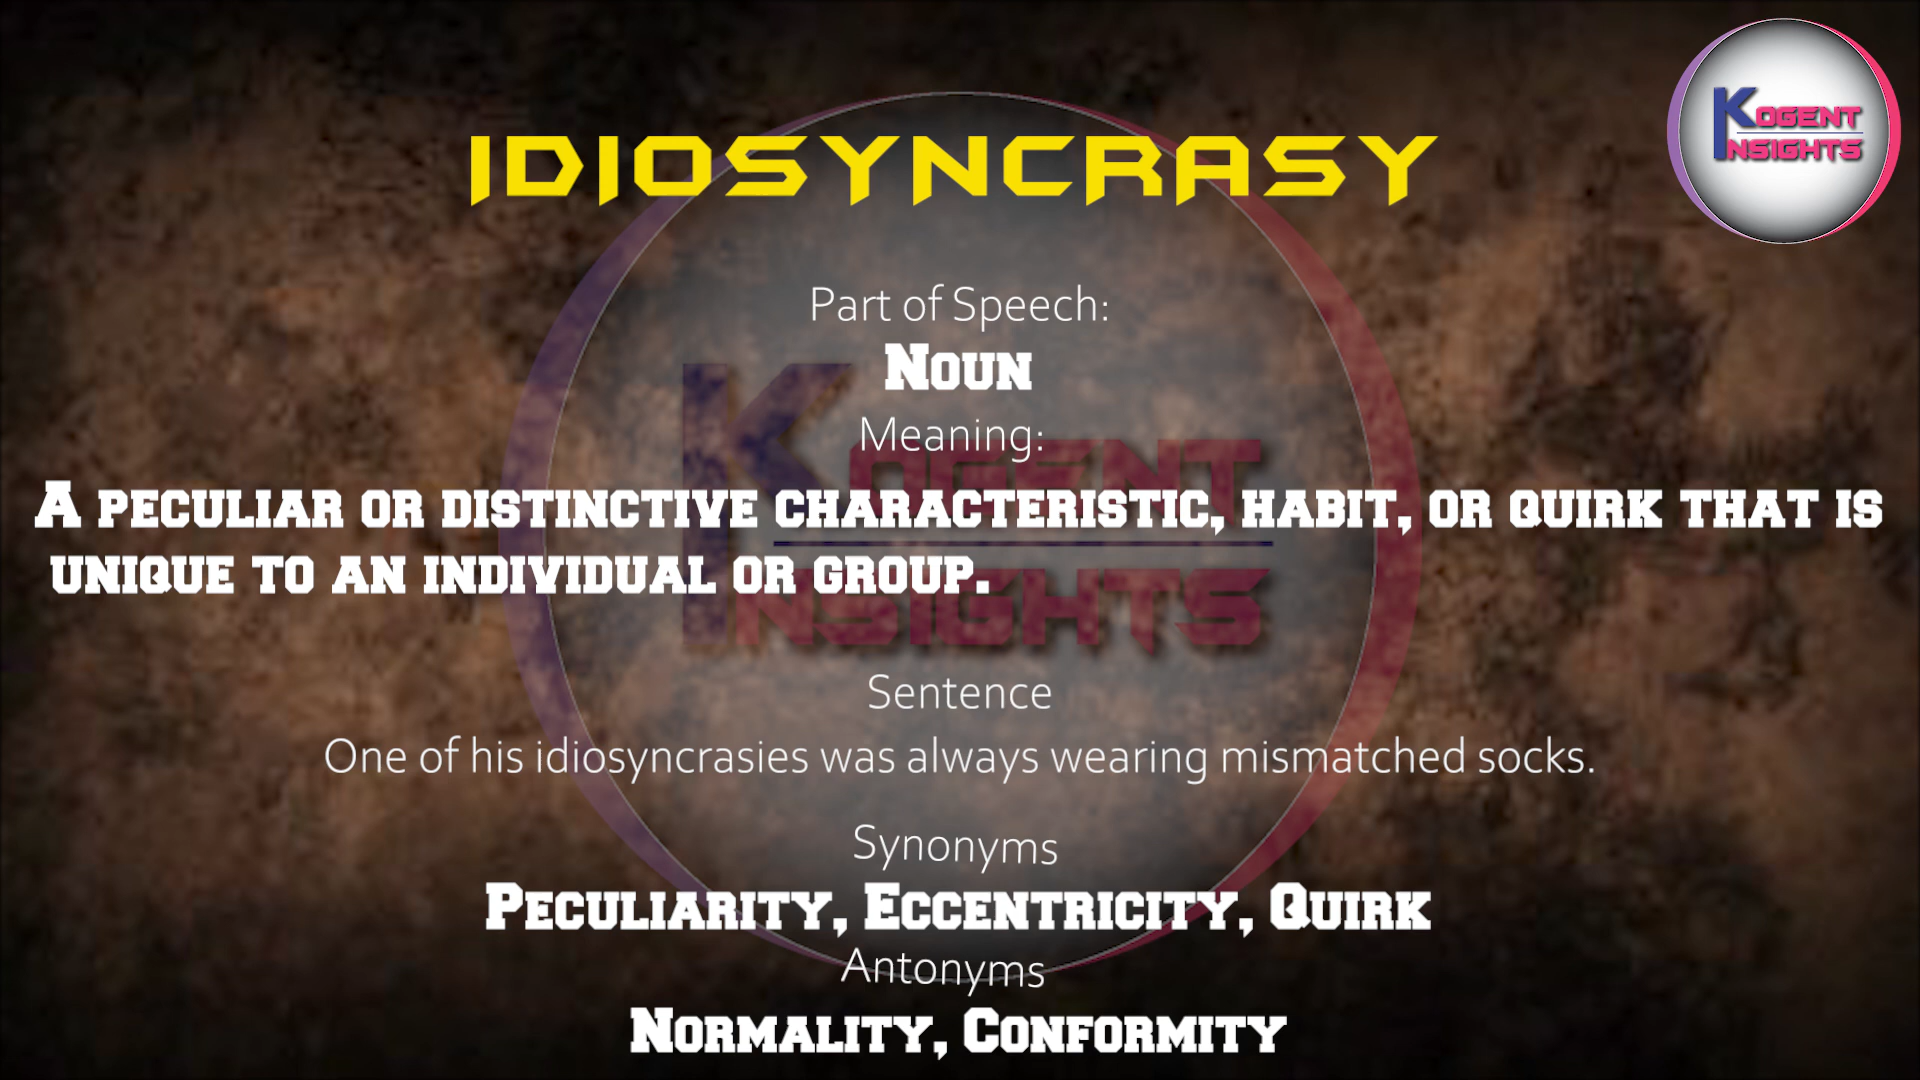 KOGENT
INSIGHTS
IDIOSYNCRASY
Part of Speech:
Noun
Meaning:
A peculiar or distinctive characteristic, habit, or quirk that is
unique to an individual or group.
KOGENT
INSIGHTS
Sentence
One of his idiosyncrasies was always wearing mismatched socks.
Synonyms
Peculiarity, Eccentricity, Quirk
Antonyms
Normality, Conformity